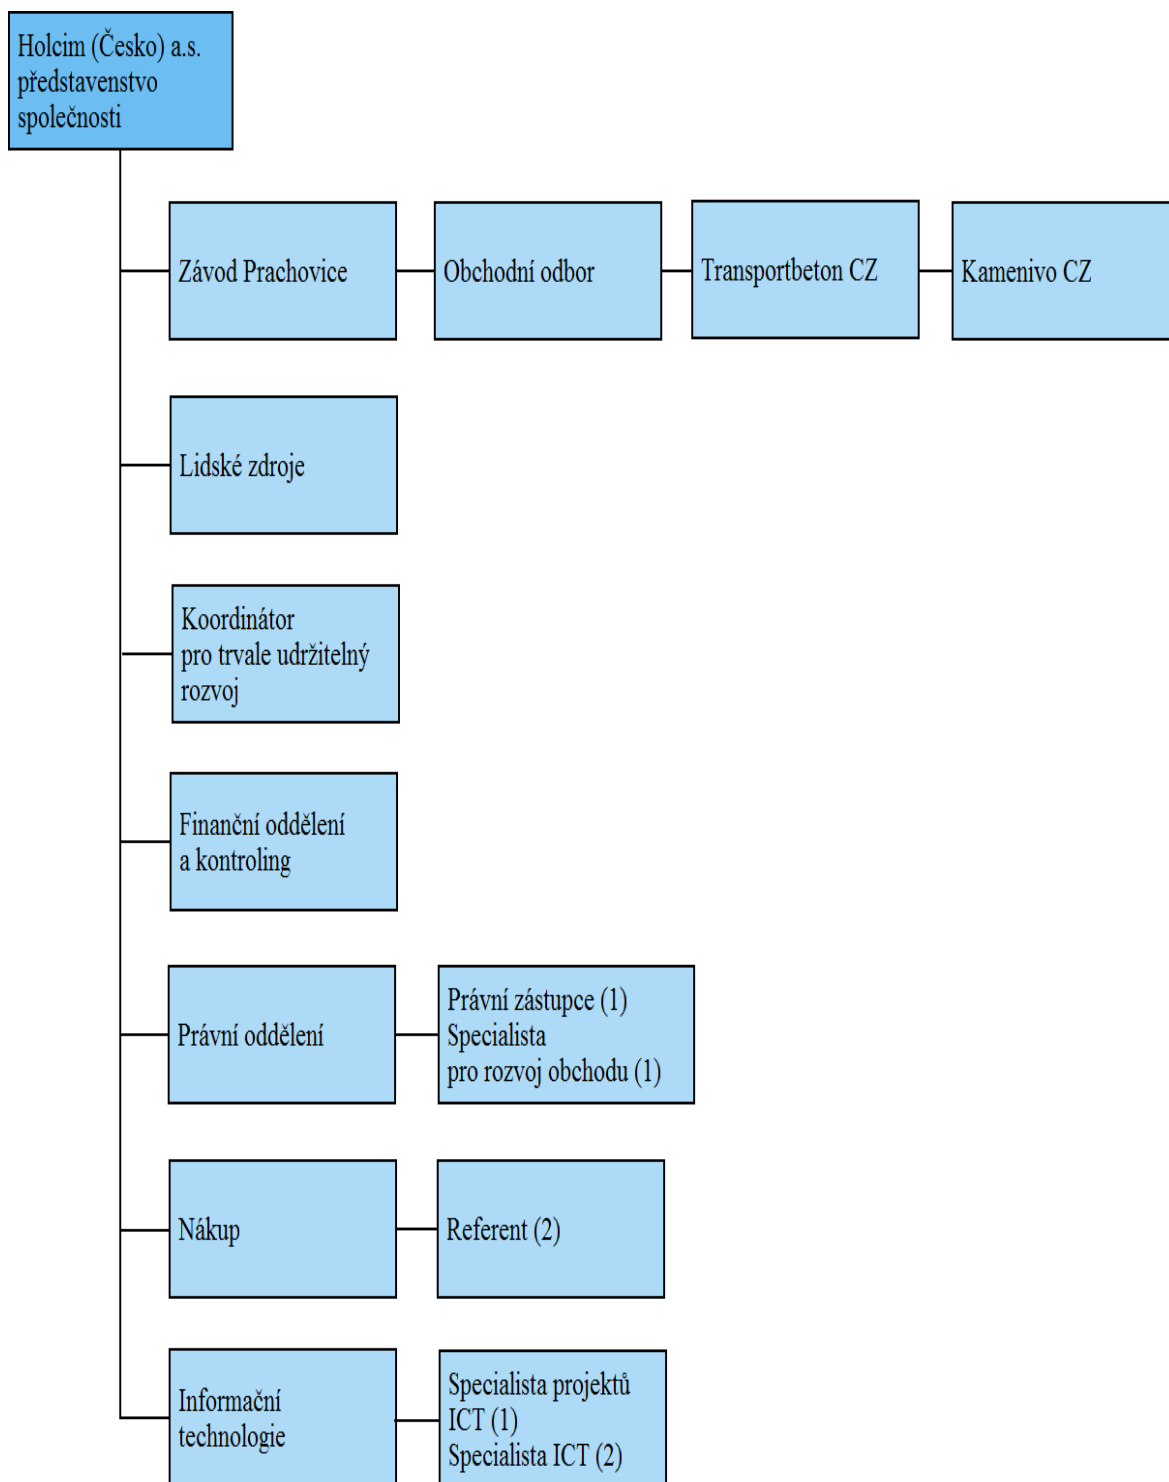 Holcim (Česko) a.s.
představenstvo
společnosti
Závod Prachovice
Obchodní odbor
Transportbeton CZ
Kamenivo CZ
Lidské zdroje
Koordinátor
pro trvale udržitelný
rozvoj
Finanční oddělení
a kontroling
Právní oddělení
Právní zástupce (1)
Specialista
pro rozvoj obchodu (1)
Nákup
Referent (2)
Informační
technologie
Specialista projektů
ICT (1)
Specialista ICT (2)